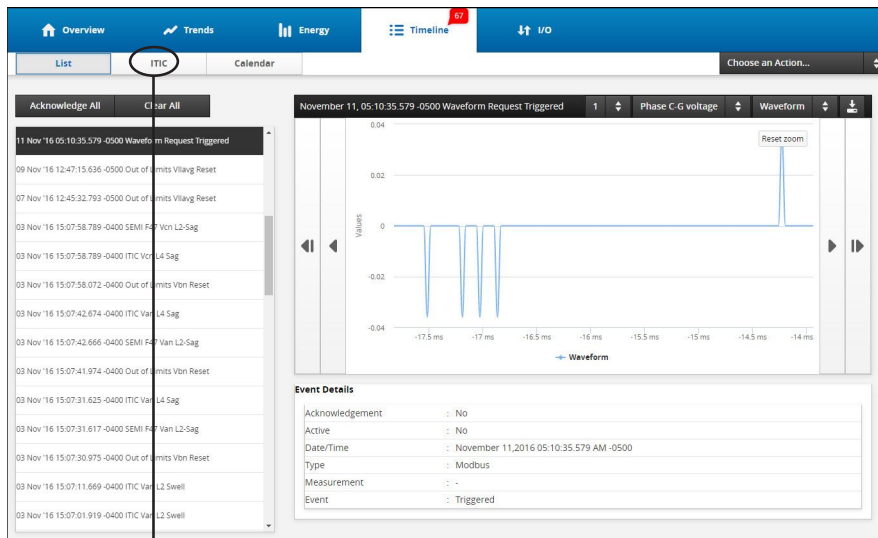 Overview
Trends
Energy
Timeline
67
I/O
List
ITIC
Calendar
Choose an Action...
Acknowledge All
Clear All
11 Nov '16 05:10:35.579 -0500 Waveform Request Triggered
09 Nov '16 12:47:15.636 -0500 Out of Limits Vllavg Reset
07 Nov '16 12:45:32.793 -0500 Out of Limits Vllavg Reset
03 Nov '16 15:07:58.789 -0400 SEMI F47 Vcn L2-Sag
03 Nov '16 15:07:58.789 -0400 ITIC Vcn L4 Sag
03 Nov '16 15:07:58.072 -0400 Out of Limits Vbn Reset
03 Nov '16 15:07:42.674 -0400 ITIC Van L4 Sag
03 Nov '16 15:07:42.666 -0400 SEMI F47 Van L2-Sag
03 Nov '16 15:07:41.974 -0400 Out of Limits Vbn Reset
03 Nov '16 15:07:31.625 -0400 ITIC Van L4 Sag
03 Nov '16 15:07:31.617 -0400 SEMI F47 Van L2-Sag
03 Nov '16 15:07:30.975 -0400 Out of Limits Vbn Reset
03 Nov '16 15:07:11.669 -0400 ITIC Van L2 Swell
03 Nov '16 15:07:01.919 -0400 ITIC Van L2 Swell
November 11, 05:10:35.579 -0500 Waveform Request Triggered
1
Phase C-G voltage
Waveform
Reset zoom
Values
0.04
0.02
0
-0.02
-0.04
-17.5 ms
-17 ms
-16.5 ms
-16 ms
-15.5 ms
-15 ms
-14.5 ms
-14 ms
Waveform
Event Details
Acknowledgement : No
Active : No
Date/Time : November 11,2016 05:10:35.579 AM -0500
Type : Modbus
Measurement : -
Event : Triggered